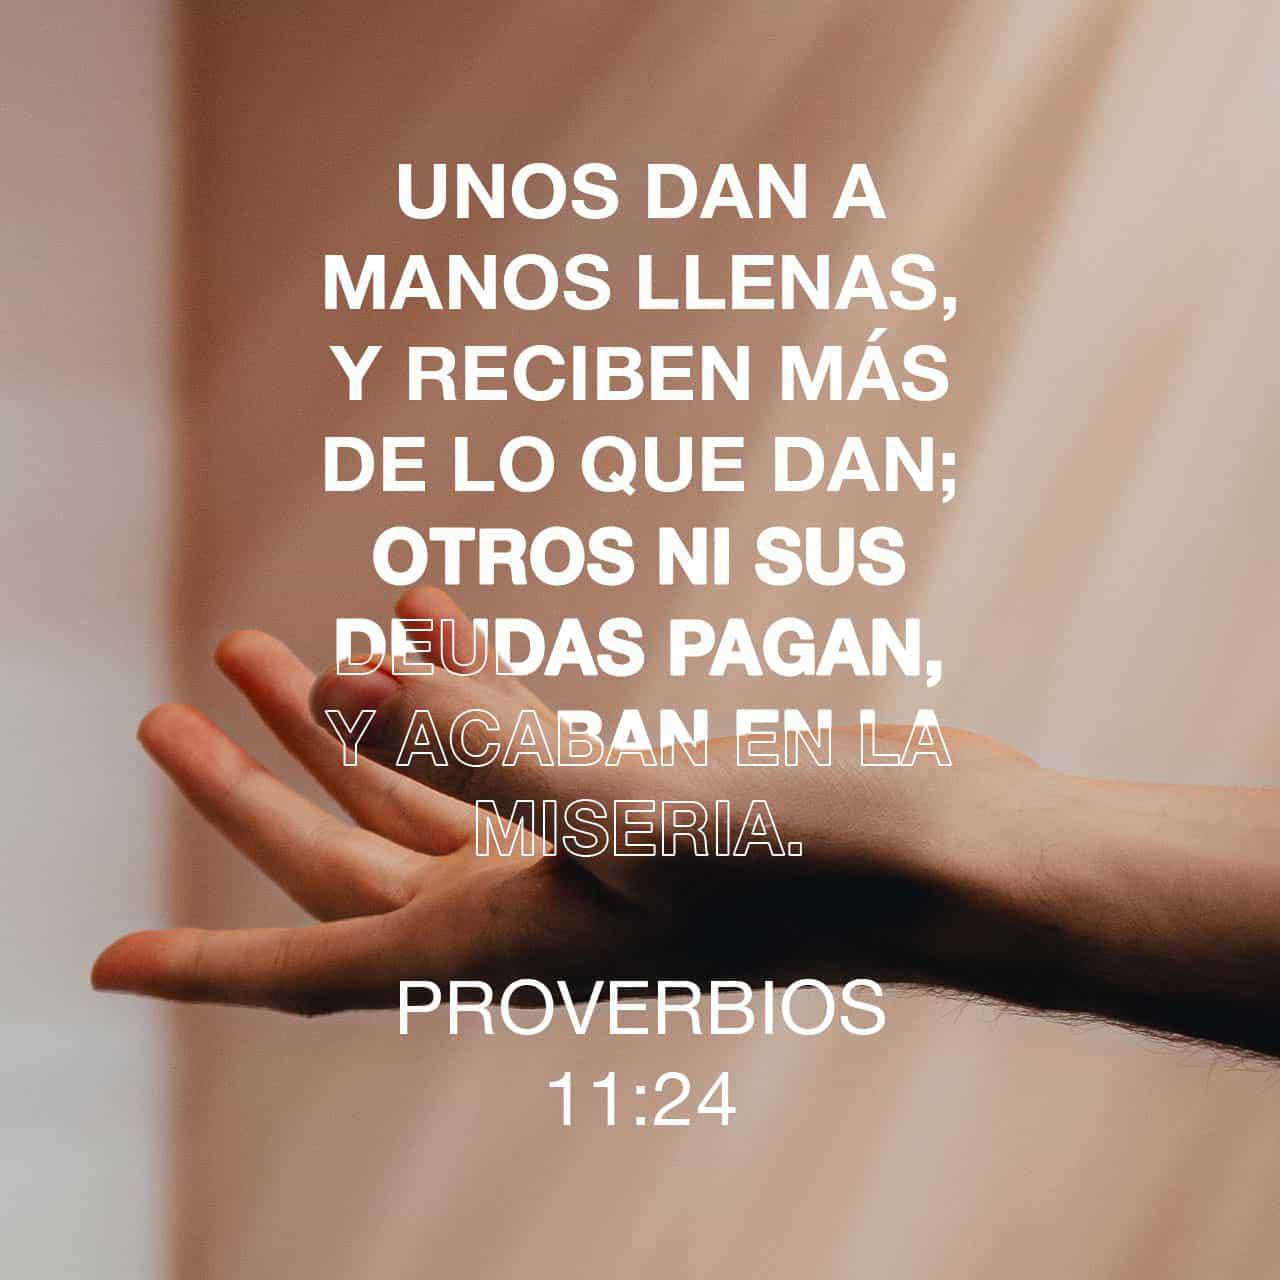 UNOS DAN A
MANOS LLENAS,
Y RECIBEN MÁS
DE LO QUE DAN;
OTROS NI SUS
DEUDAS PAGAN,
Y ACABAN EN LA
MISERIA.
PROVERBIOS
11:24